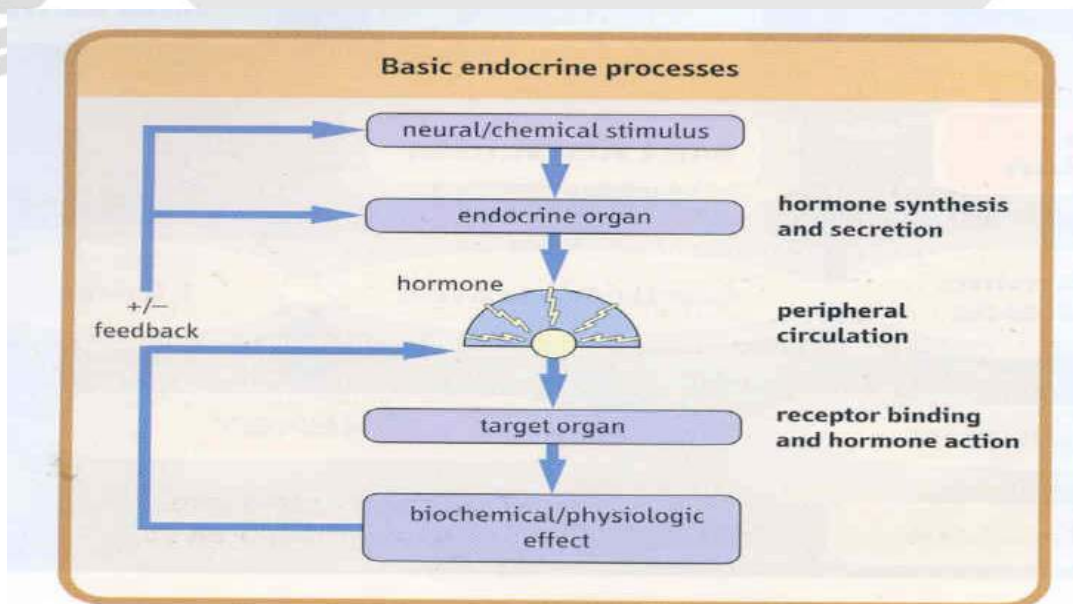 Basic endocrine processes
neural/chemical stimulus
endocrine organ
hormone synthesis
and secretion
hormone
+/−
feedback
peripheral
circulation
target organ
receptor binding
and hormone action
biochemical/physiologic
effect